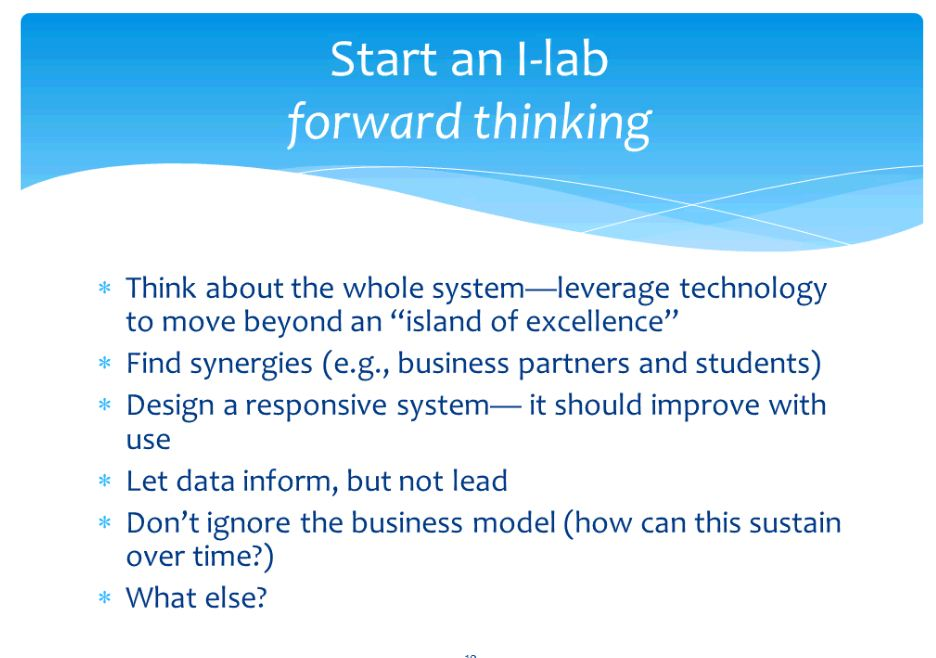 Start an I-lab
forward thinking
* Think about the whole system—leverage technology
to move beyond an “island of excellence”
* Find synergies (e.g., business partners and students)
* Design a responsive system— it should improve with
use
* Let data inform, but not lead
* Don’t ignore the business model (how can this sustain
over time?)
* What else?